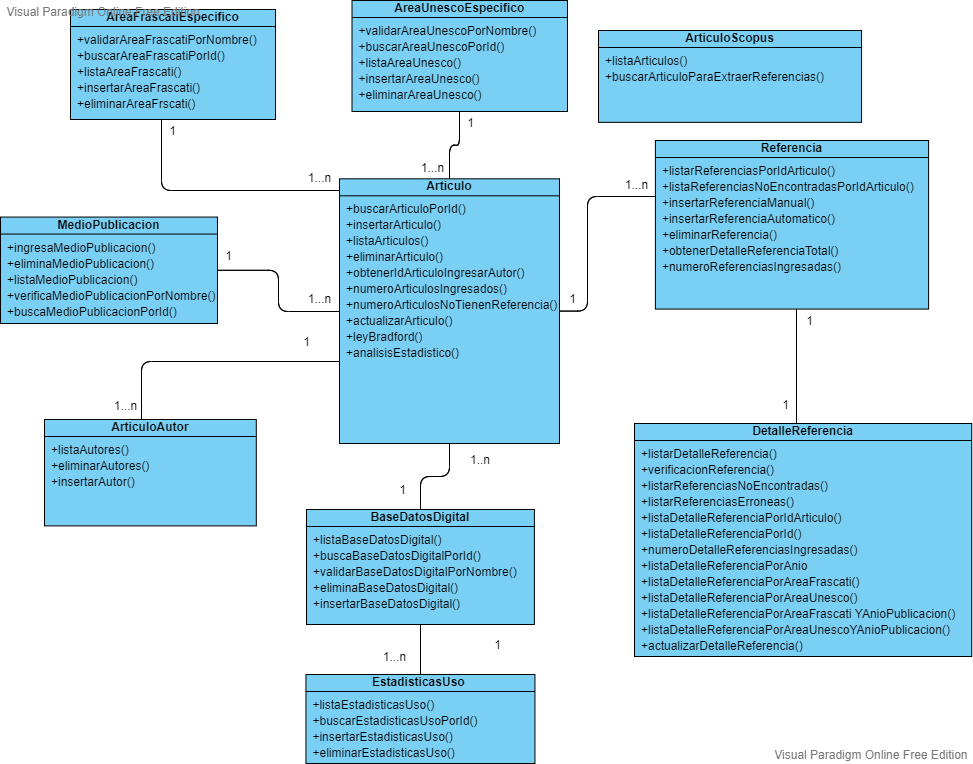 Visual Paradigm Online Free Edition
AreaFrascatiEspecifico
+validarAreaFrascatiPorNombre()
+buscarAreaFrascatiPorId()
+listaAreaFrascati()
+insertarAreaFrascati()
+eliminarAreaFrscati()
1
1...n
AreaUnescoEspecifico
+validarAreaUnescoPorNombre()
+buscarAreaUnescoPorId()
+listaAreaUnesco()
+insertarAreaUnesco()
+eliminarAreaUnesco()
1
1...n
ArticuloScopus
+listaArticulos()
+buscarArticuloParaExtraerReferencias()
Referencia
+listarReferenciasPorIdArticulo()
+listaReferenciasNoEncontradasPorIdArticulo()
+insertarReferenciaManual()
+insertarReferenciaAutomatico()
+eliminarReferencia()
+obtenerDetalleReferenciaTotal()
+numeroReferenciasIngresadas()
1...n
1
Articulo
+buscarArticuloPorId()
+insertarArticulo()
+listaArticulos()
+eliminarArticulo()
+obtenerIdArticuloIngresarAutor()
+numeroArticulosIngresados()
+numeroArticulosNoTienenReferencia()
+actualizarArticulo()
+leyBradford()
+analisisEstadistico()
MedioPublicacion
+ingresaMedioPublicacion()
+eliminaMedioPublicacion()
+listaMedioPublicacion()
+verificaMedioPublicacionPorNombre()
+buscaMedioPublicacionPorId()
1
1...n
1
1...n
ArticuloAutor
+listaAutores()
+eliminarAutores()
+insertarAutor()
1
1
DetalleReferencia
+listarDetalleReferencia()
+verificacionReferencia()
+listarReferenciasNoEncontradas()
+listarReferenciasErroneas()
+listaDetalleReferenciaPorIdArticulo()
+listaDetalleReferenciaPorId()
+numeroDetalleReferenciasIngresadas()
+listaDetalleReferenciaPorAnio
+listaDetalleReferenciaPorAreaFrascati()
+listaDetalleReferenciaPorAreaUnesco()
+listaDetalleReferenciaPorAreaFrascati YAnioPublicacion()
+listaDetalleReferenciaPorAreaUnescoYAnioPublicacion()
+actualizarDetalleReferencia()
1...n
1
BaseDatosDigital
+listaBaseDatosDigital()
+buscaBaseDatosDigitalPorId()
+validarBaseDatosDigitalPorNombre()
+eliminaBaseDatosDigital()
+insertarBaseDatosDigital()
1
1...n
EstadisticasUso
+listaEstadisticasUso()
+buscarEstadisticasUsoPorId()
+insertarEstadisticasUso()
+eliminarEstadisticasUso()
Visual Paradigm Online Free Edition